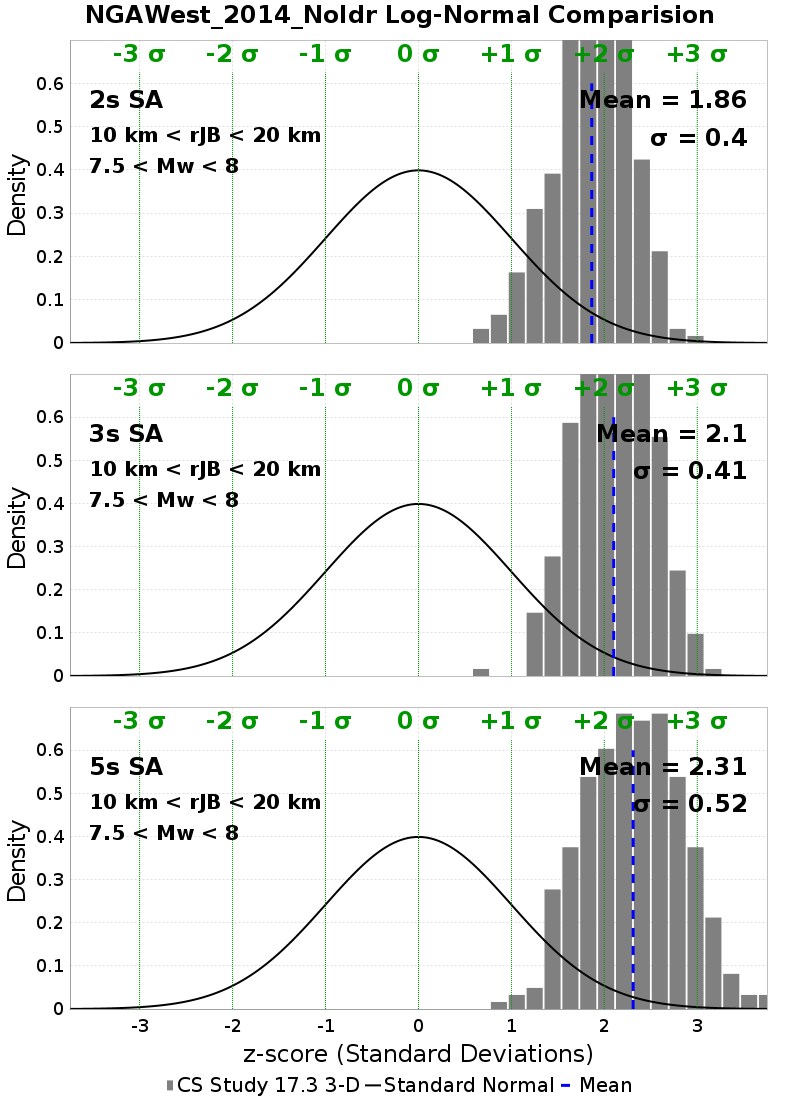 NGAWest_2014_NoIdr Log-Normal Comparision
-3 σ -2 σ -1 σ 0 σ +1 σ +2 σ +3 σ
2s SA
Mean = 1.86
10 km < rJB < 20 km
σ = 0.4
7.5 < Mw < 8
Density
0.6
0.5
0.4
0.3
0.2
0.1
0
-3 σ -2 σ -1 σ 0 σ +1 σ +2 σ +3 σ
3s SA
Mean = 2.1
10 km < rJB < 20 km
σ = 0.41
7.5 < Mw < 8
Density
0.6
0.5
0.4
0.3
0.2
0.1
0
-3 σ -2 σ -1 σ 0 σ +1 σ +2 σ +3 σ
5s SA
Mean = 2.31
10 km < rJB < 20 km
σ = 0.52
7.5 < Mw < 8
Density
0.6
0.5
0.4
0.3
0.2
0.1
0
-3 -2 -1 0 1 2 3
z-score (Standard Deviations)
CS Study 17.3 3-D Standard Normal Mean